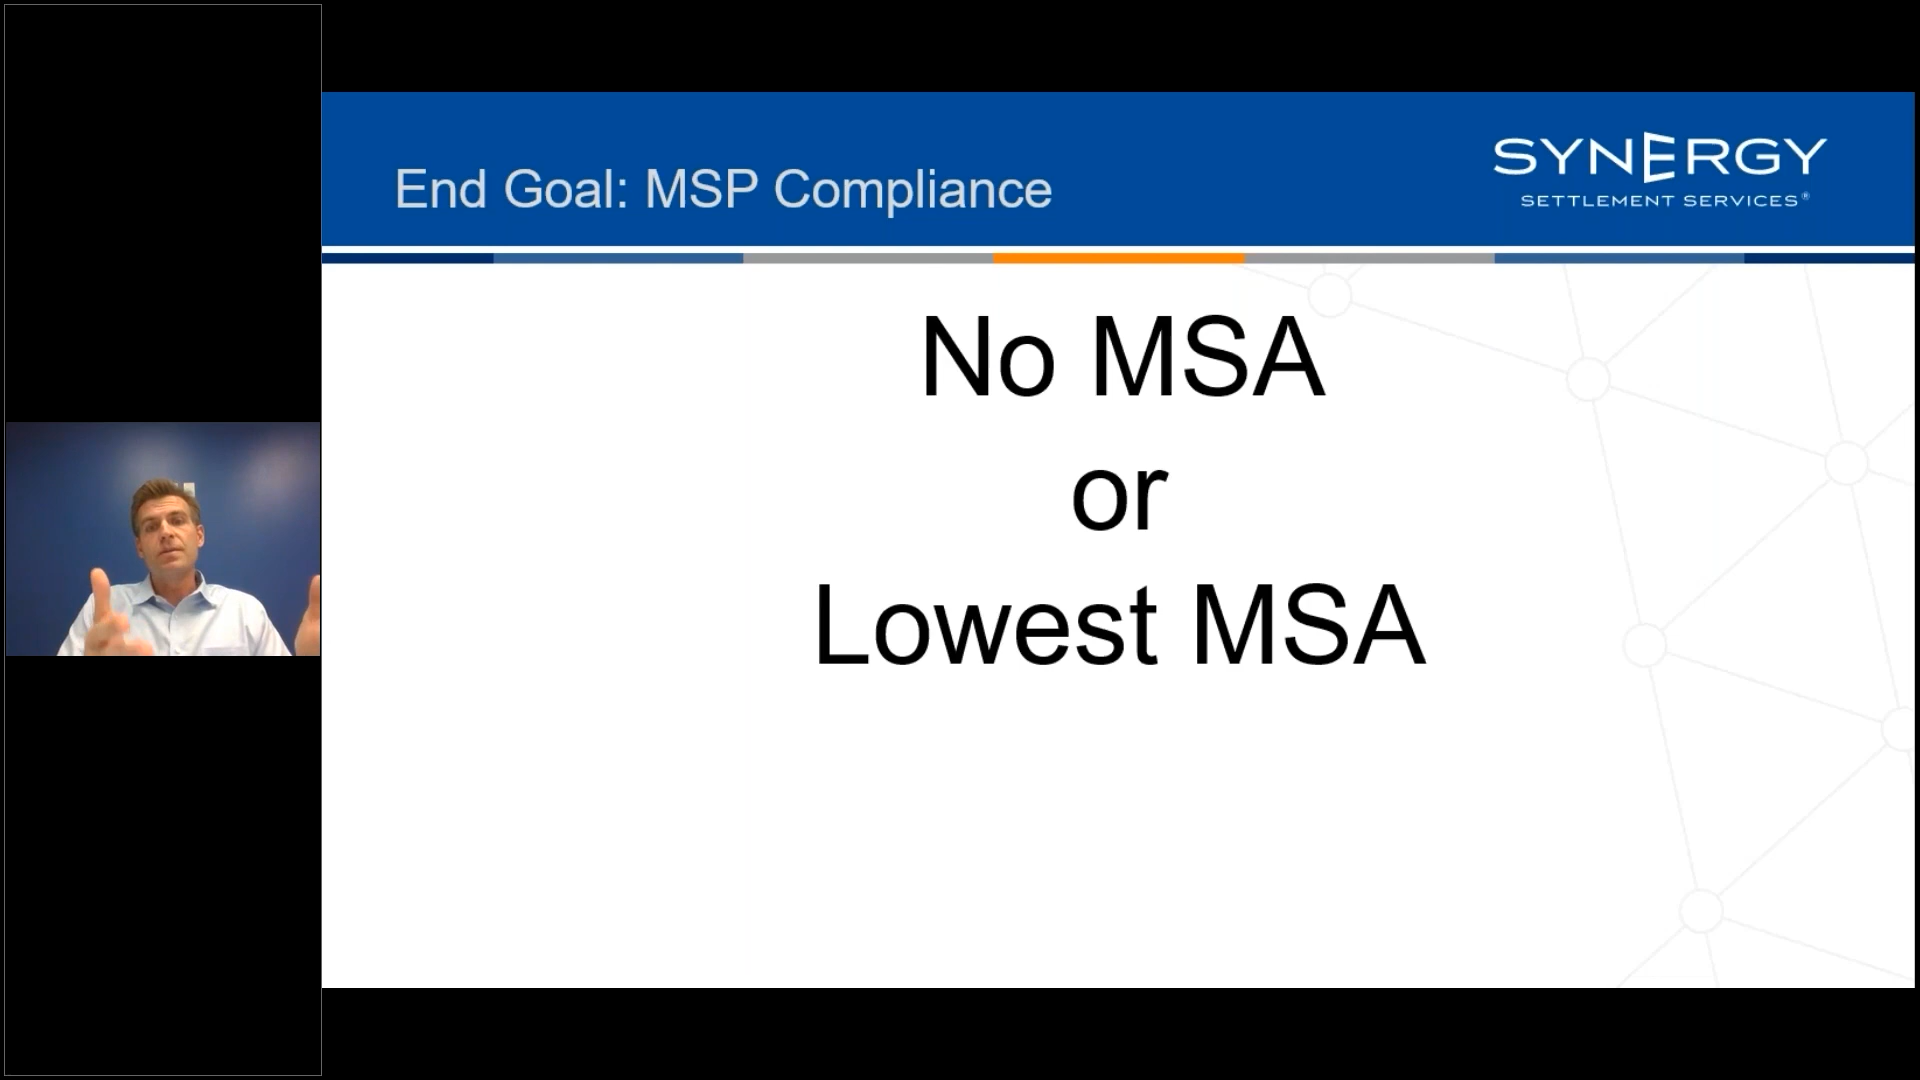 End Goal: MSP Compliance
SYNERGY
SETTLEMENT SERVICES®
No MSA
or
Lowest MSA